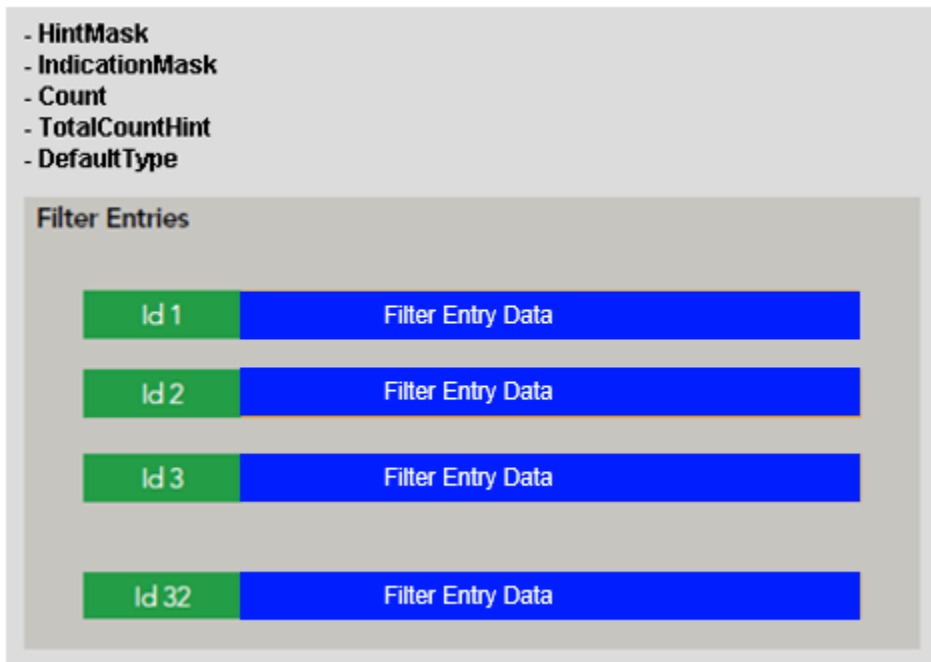 - HintMask
- IndicationMask
- Count
- TotalCountHint
- DefaultType
Filter Entries
Id 1 Filter Entry Data
Id 2 Filter Entry Data
Id 3 Filter Entry Data
Id 32 Filter Entry Data